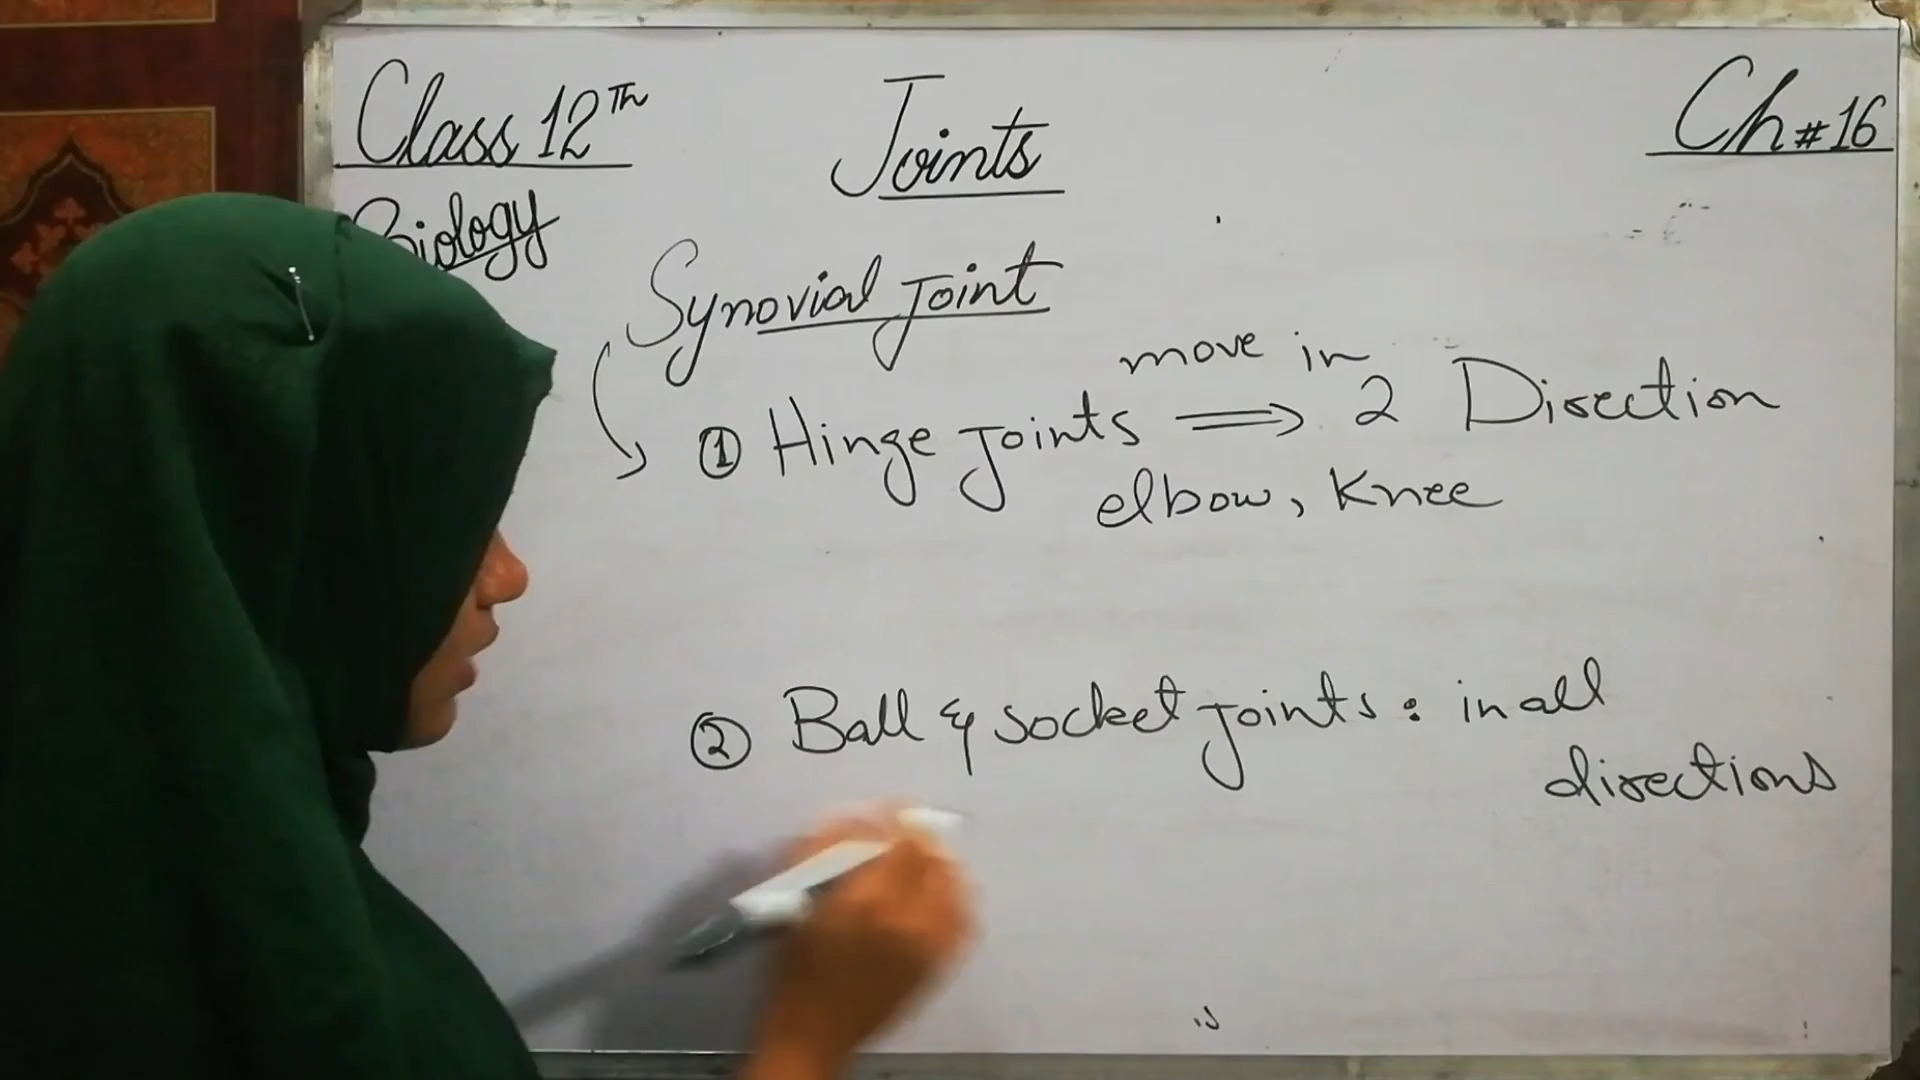 Class 12Th
Joints
Ch # 16
Biology
Synovial Joint
① Hinge Joints ⟹ move in 2 Direction
elbow, Knee
② Ball & socket Joints : in all
directions